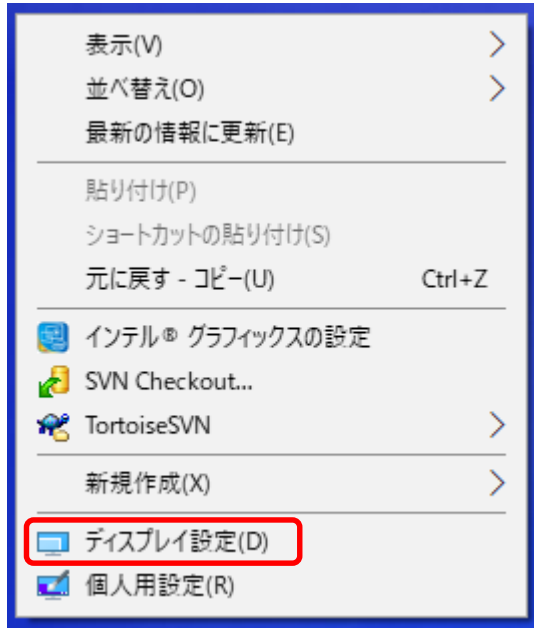 表示(V)
並べ替え(O)
最新の情報に更新(E)
貼り付け(P)
ショートカットの貼り付け(S)
元に戻す - コピー(U) Ctrl+Z
インテル® グラフィックスの設定
SVN Checkout...
TortoiseSVN
新規作成(X)
ディスプレイ設定(D)
個人用設定(R)